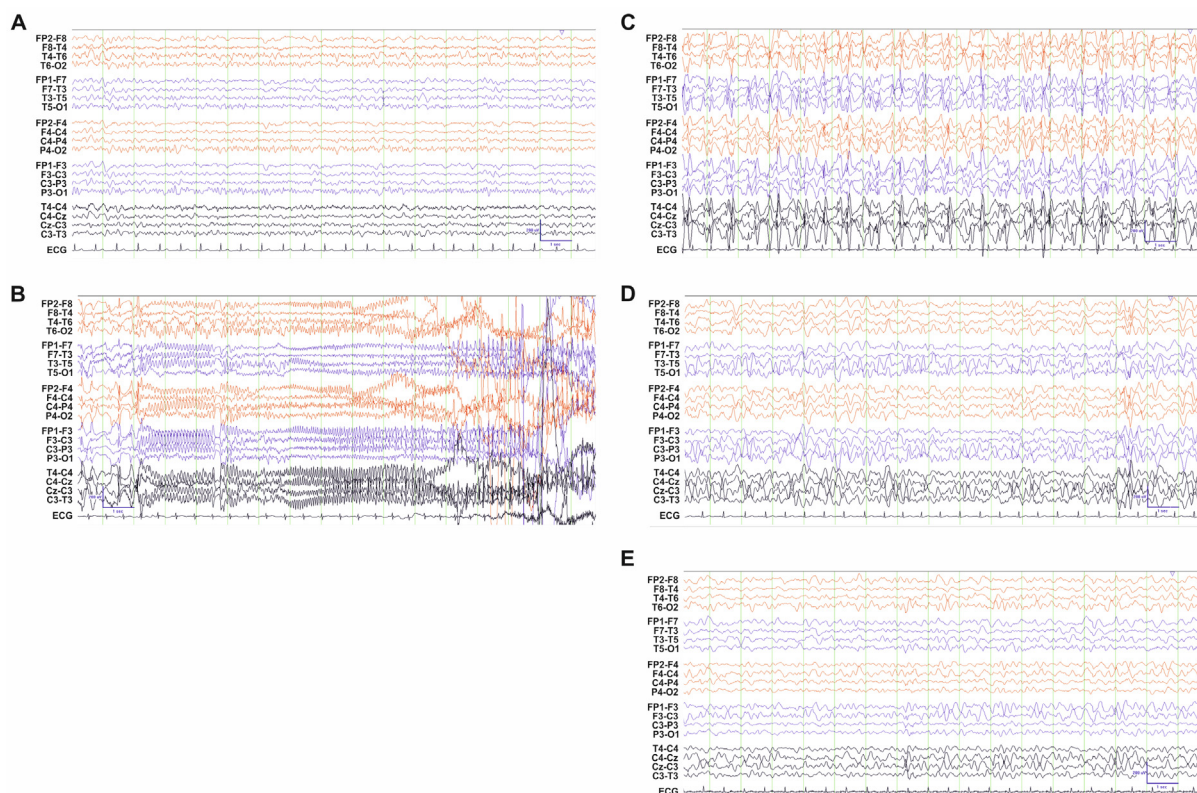 A
FP2-F8
F8-T4
T4-T6
T6-O2
FP1-F7
F7-T3
T3-T5
T5-O1
FP2-F4
F4-C4
C4-P4
P4-O2
FP1-F3
F3-C3
C3-P3
P3-O1
T4-C4
C4-Cz
Cz-C3
C3-T3
ECG
1 sec
B
FP2-F8
F8-T4
T4-T6
T6-O2
FP1-F7
F7-T3
T3-T5
T5-O1
FP2-F4
F4-C4
C4-P4
P4-O2
FP1-F3
F3-C3
C3-P3
P3-O1
T4-C4
C4-Cz
Cz-C3
C3-T3
ECG
1 sec
C
FP2-F8
F8-T4
T4-T6
T6-O2
FP1-F7
F7-T3
T3-T5
T5-O1
FP2-F4
F4-C4
C4-P4
P4-O2
FP1-F3
F3-C3
C3-P3
P3-O1
T4-C4
C4-Cz
Cz-C3
C3-T3
ECG
1 sec
D
FP2-F8
F8-T4
T4-T6
T6-O2
FP1-F7
F7-T3
T3-T5
T5-O1
FP2-F4
F4-C4
C4-P4
P4-O2
FP1-F3
F3-C3
C3-P3
P3-O1
T4-C4
C4-Cz
Cz-C3
C3-T3
ECG
1 sec
E
FP2-F8
F8-T4
T4-T6
T6-O2
FP1-F7
F7-T3
T3-T5
T5-O1
FP2-F4
F4-C4
C4-P4
P4-O2
FP1-F3
F3-C3
C3-P3
P3-O1
T4-C4
C4-Cz
Cz-C3
C3-T3
ECG
1 sec